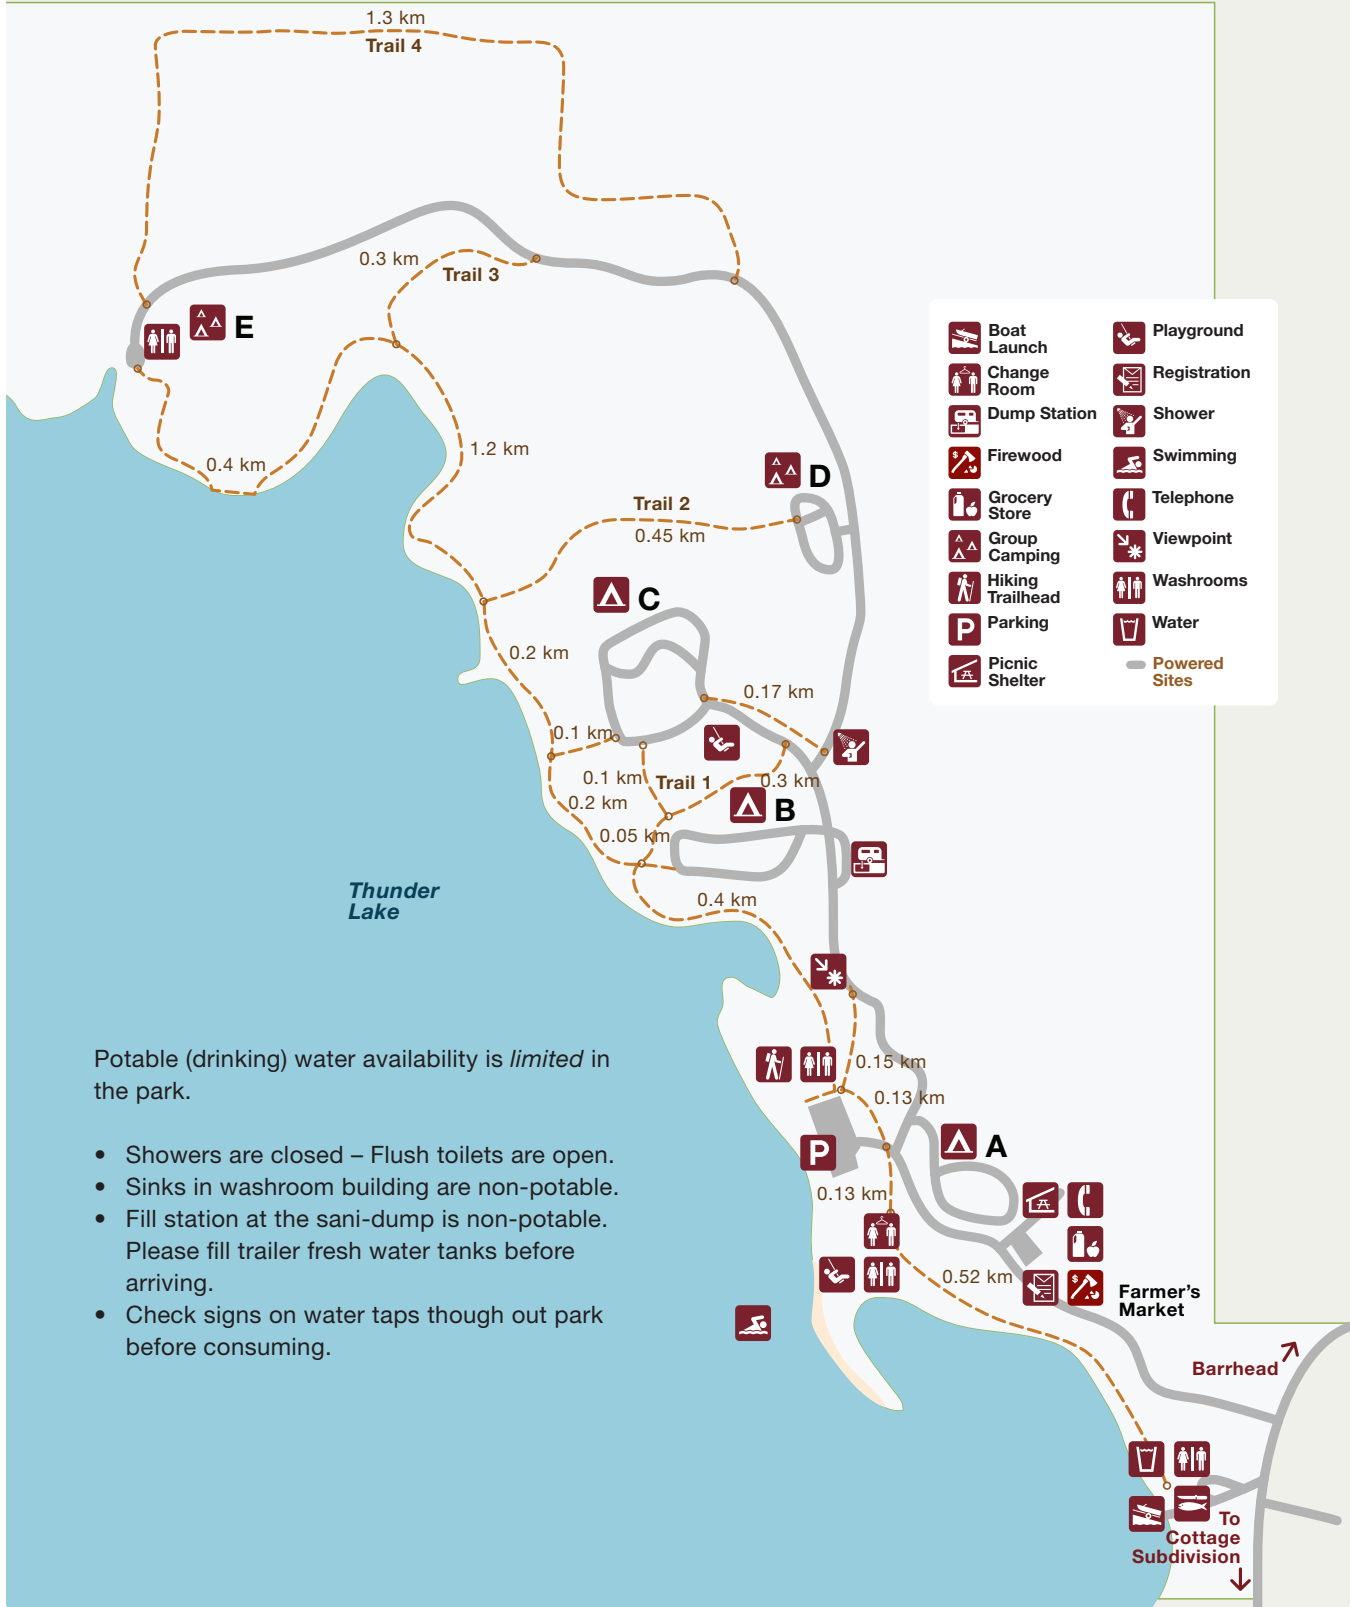 1.3 km
Trail 4
0.3 km
Trail 3
E
Boat
Launch
Change
Room
Dump Station
Firewood
Grocery
Store
Group
Camping
Hiking
Trailhead
P
Parking
Picnic
Shelter
Playground
Registration
Shower
$
Swimming
Telephone
Viewpoint
Washrooms
Water
Powered
Sites
1.2 km
0.4 km
D
Trail 2
0.45 km
C
0.2 km
0.17 km
0.1 km
0.1 km
Trail 1
0.3 km
0.2 km
B
0.05 km
Thunder
Lake
0.4 km
Potable (drinking) water availability is limited in
the park.
• Showers are closed – Flush toilets are open.
• Sinks in washroom building are non-potable.
• Fill station at the sani-dump is non-potable.
Please fill trailer fresh water tanks before
arriving.
• Check signs on water taps though out park
before consuming.
0.15 km
0.13 km
A
P
0.13 km
0.52 km
$
Farmer's
Market
Barrhead
To
Cottage
Subdivision